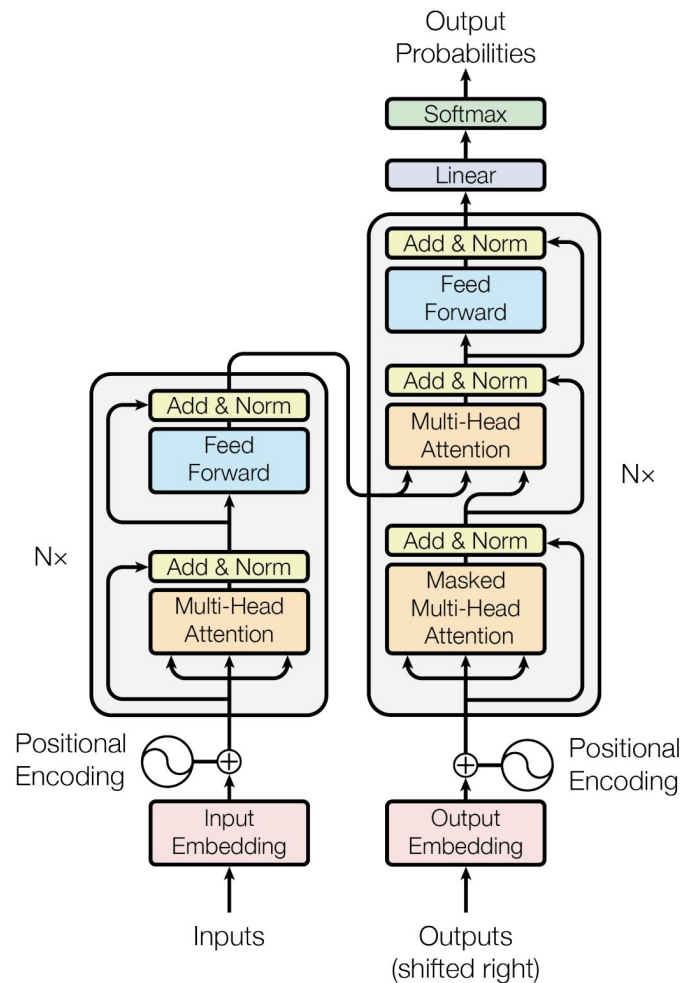 Output
Probabilities
Softmax
Linear
Add & Norm
Feed
Forward
Add & Norm
Multi-Head
Attention
Add & Norm
Masked
Multi-Head
Attention
N×
Add & Norm
Feed
Forward
Add & Norm
Multi-Head
Attention
N×
Positional
Encoding
Positional
Encoding
Input
Embedding
Output
Embedding
Inputs
Outputs
(shifted right)